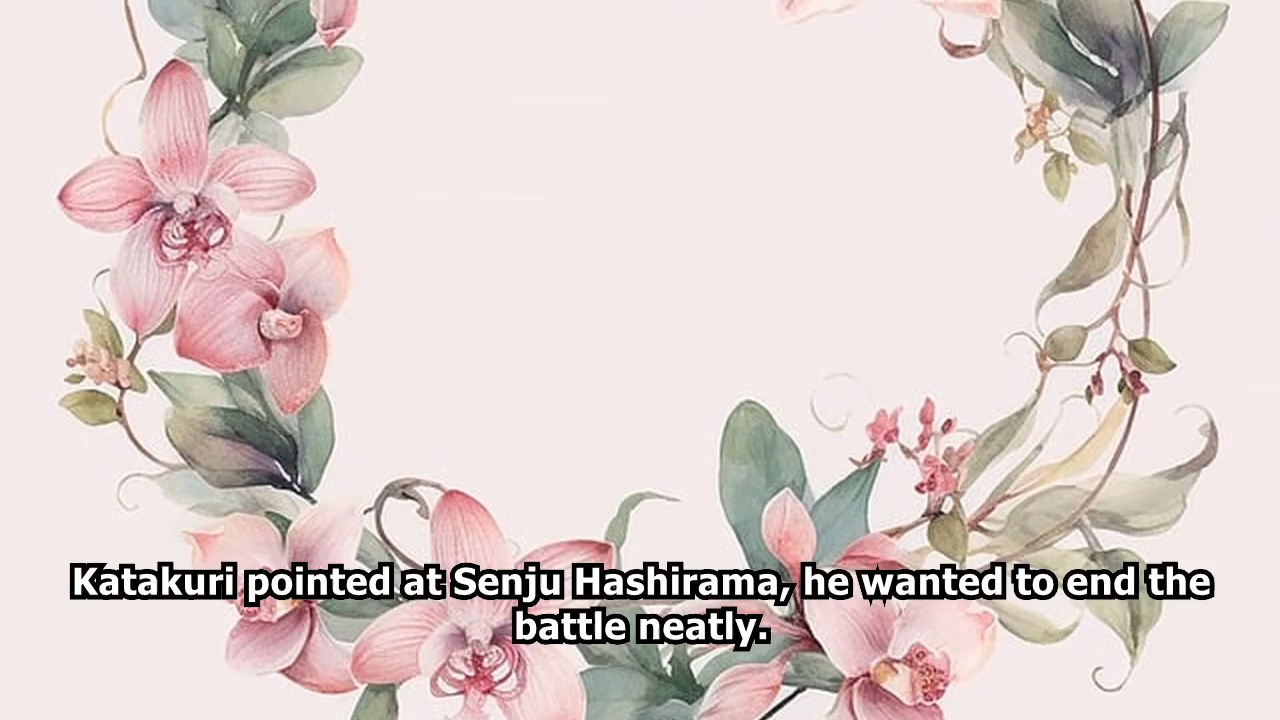 Katakuri pointed at Senju Hashirama, he wanted to end the
battle neatly.